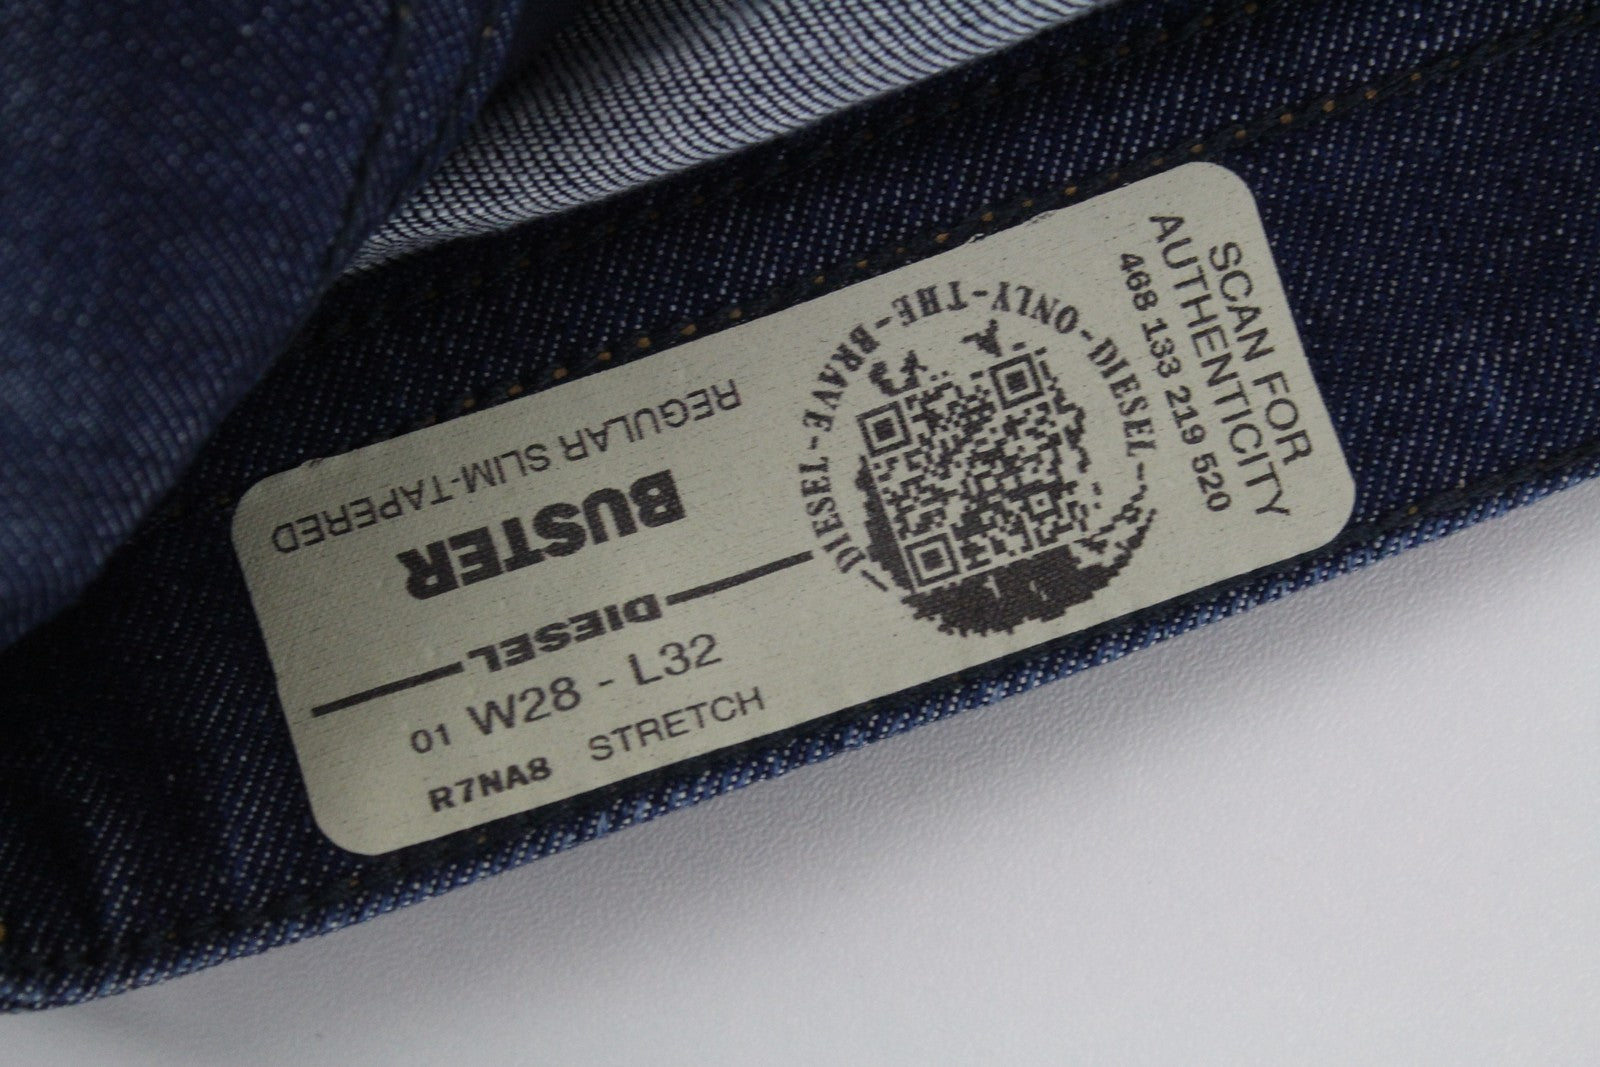 REGULAR SLIM-TAPERED
BUSTER
DIESEL
01 W28 - L32
R7NA8 STRETCH
DIESEL-BRAVE-THE-ONLY-DIESEL-
SCAN FOR
AUTHENTICITY
468 133 219 520